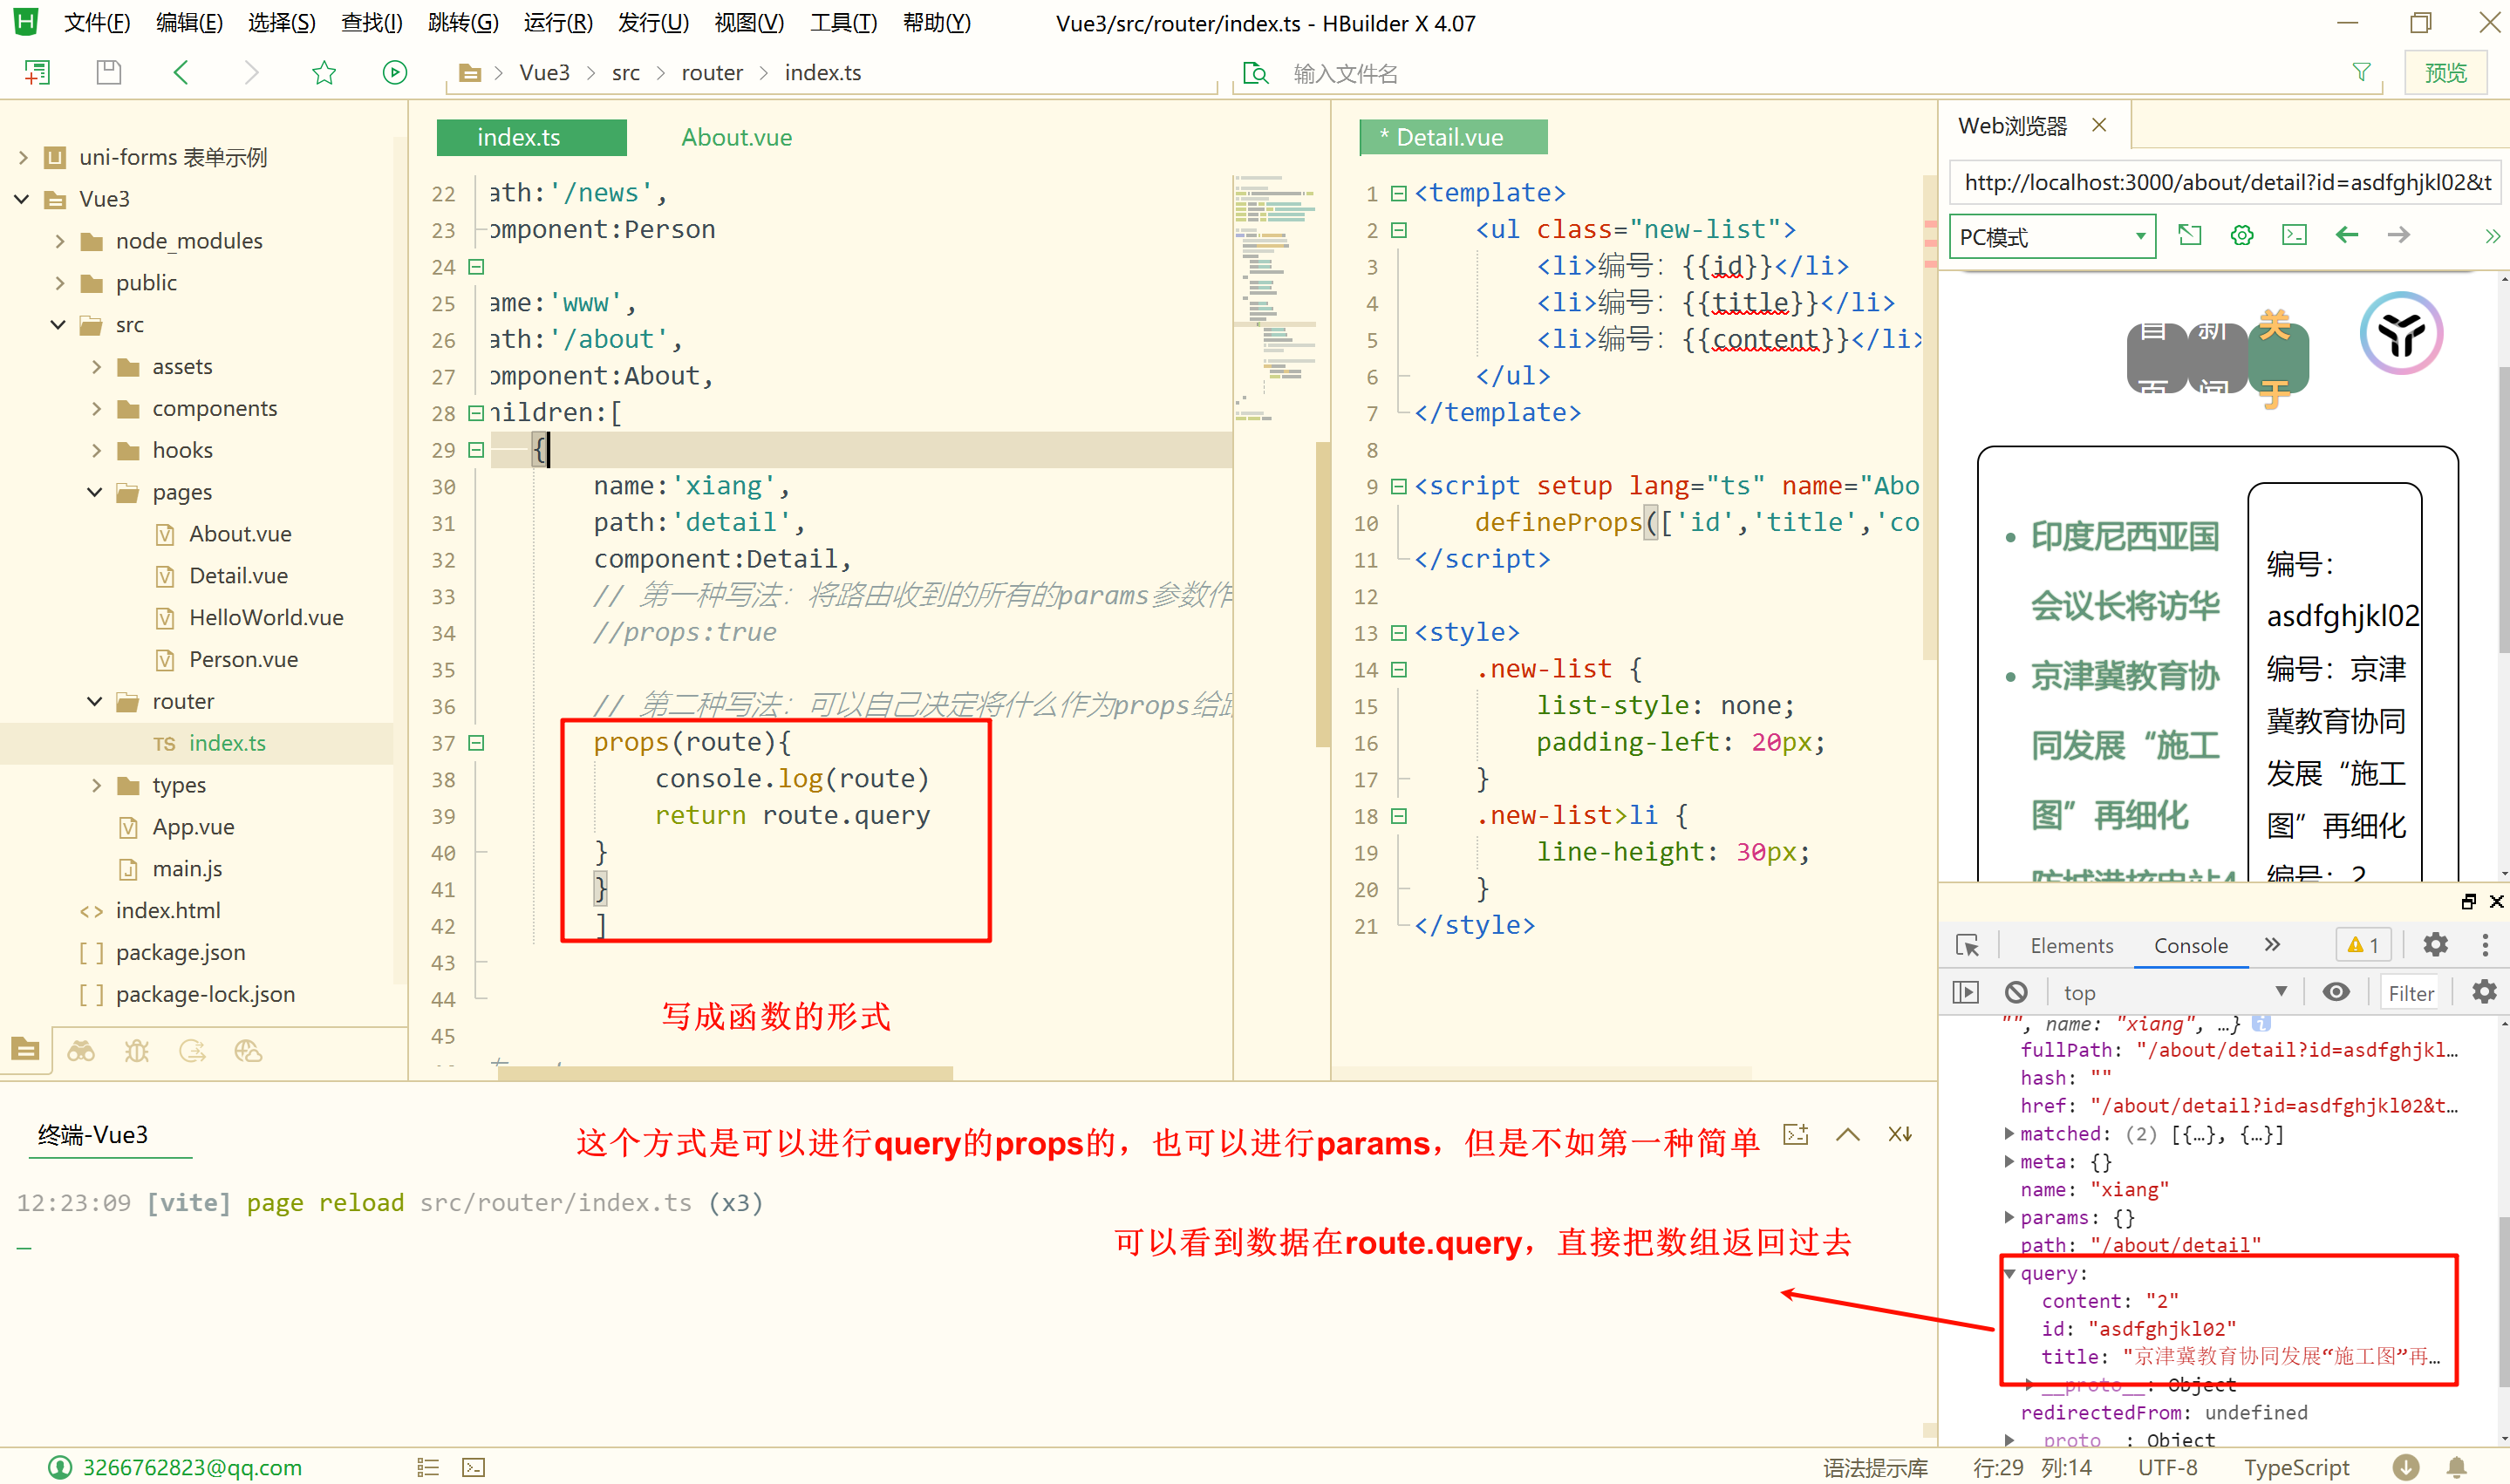 文件(F) 编辑(E) 选择(S) 查找(I) 跳转(G) 运行(R) 发行(U) 视图(V) 工具(T) 帮助(Y) Vue3/src/router/index.ts - HBuilder X 4.07
Vue3 src router index.ts 输入文件名 预览
uni-forms 表单示例
Vue3
node_modules
public
src
assets
components
hooks
pages
About.vue
Detail.vue
HelloWorld.vue
Person.vue
router
TS index.ts
types
App.vue
main.js
index.html
package.json
package-lock.json
index.ts About.vue
22 ath:'/news',
23 omponent:Person
24
25 ame:'www',
26 ath:'/about',
27 omponent:About,
28 hildren:[
29 {
30 name:'xiang',
31 path:'detail',
32 component:Detail,
33 // 第一种写法：将路由收到的所有的params参数作
34 //props:true
35
36 // 第二种写法：可以自己决定将什么作为props给路
37 props(route){
38 console.log(route)
39 return route.query
40 }
41 }
42 ]
43
44
45
写成函数的形式
* Detail.vue
1 <template>
2 <ul class="new-list">
3 <li>编号：{{id}}</li>
4 <li>编号：{{title}}</li>
5 <li>编号：{{content}}</li>
6 </ul>
7 </template>
8
9 <script setup lang="ts" name="Abo
10 defineProps(['id','title','co
11 </script>
12
13 <style>
14 .new-list {
15 list-style: none;
16 padding-left: 20px;
17 }
18 .new-list>li {
19 line-height: 30px;
20 }
21 </style>
Web浏览器
http://localhost:3000/about/detail?id=asdfghjkl02&t
PC模式
首页 新闻 关于
印度尼西亚国
会议长将访华
京津冀教育协
同发展“施工
图”再细化
防城港核电站4
编号：
asdfghjkl02
编号：京津
冀教育协同
发展“施工
图”再细化
编号：2
Elements Console 1
top Filter
"", name: "xiang", …}
fullPath: "/about/detail?id=asdfghjkl…
hash: ""
href: "/about/detail?id=asdfghjkl02&t…
matched: (2) [{…}, {…}]
meta: {}
name: "xiang"
params: {}
path: "/about/detail"
query:
content: "2"
id: "asdfghjkl02"
title: "京津冀教育协同发展“施工图”再…
__proto__: Object
redirectedFrom: undefined
__proto__: Object
终端-Vue3
12:23:09 [vite] page reload src/router/index.ts (x3)
这个方式是可以进行query的props的，也可以进行params，但是不如第一种简单
可以看到数据在route.query，直接把数组返回过去
3266762823@qq.com 语法提示库 行:29 列:14 UTF-8 TypeScript